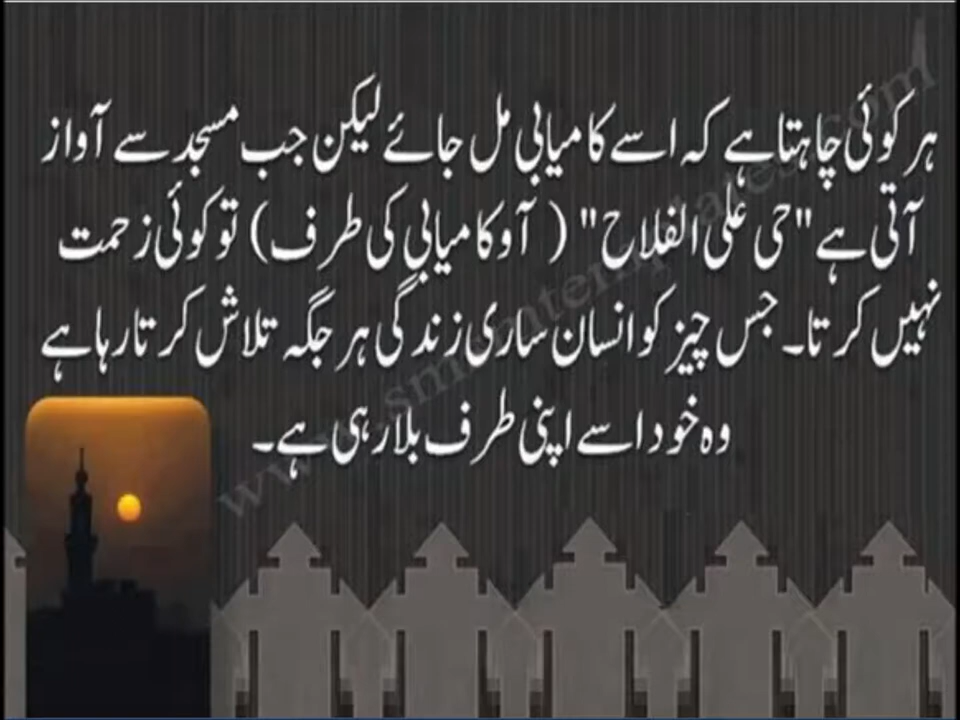 ہر کوئی چاہتا ہے کہ اسے کامیابی مل جائے لیکن جب مسجد سے آواز
آتی ہے "حی علی الفلاح" ( آو کامیابی کی طرف) تو کوئی زحمت
نہیں کرتا۔ جس چیز کو انسان ساری زندگی ہر جگہ تلاش کرتا رہا ہے
وہ خود اسے اپنی طرف بلا رہی ہے۔